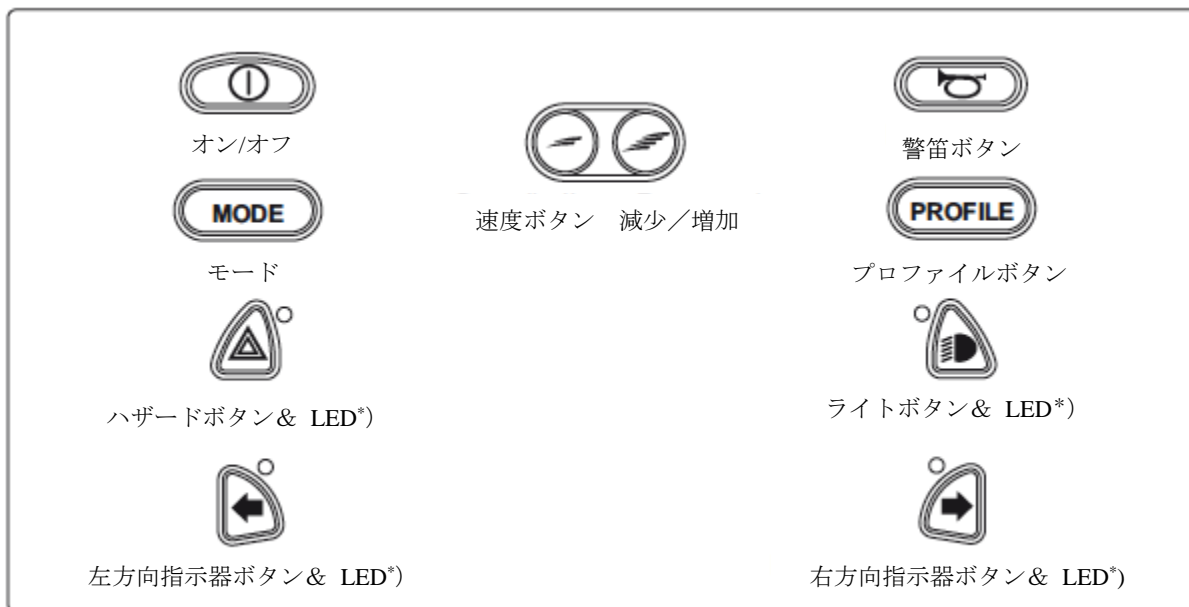 オン/オフ
警笛ボタン
MODE
速度ボタン　減少／増加
PROFILE
モード
プロファイルボタン
ハザードボタン＆ LED*）
ライトボタン＆ LED*）
左方向指示器ボタン＆ LED*）
右方向指示器ボタン＆ LED*)